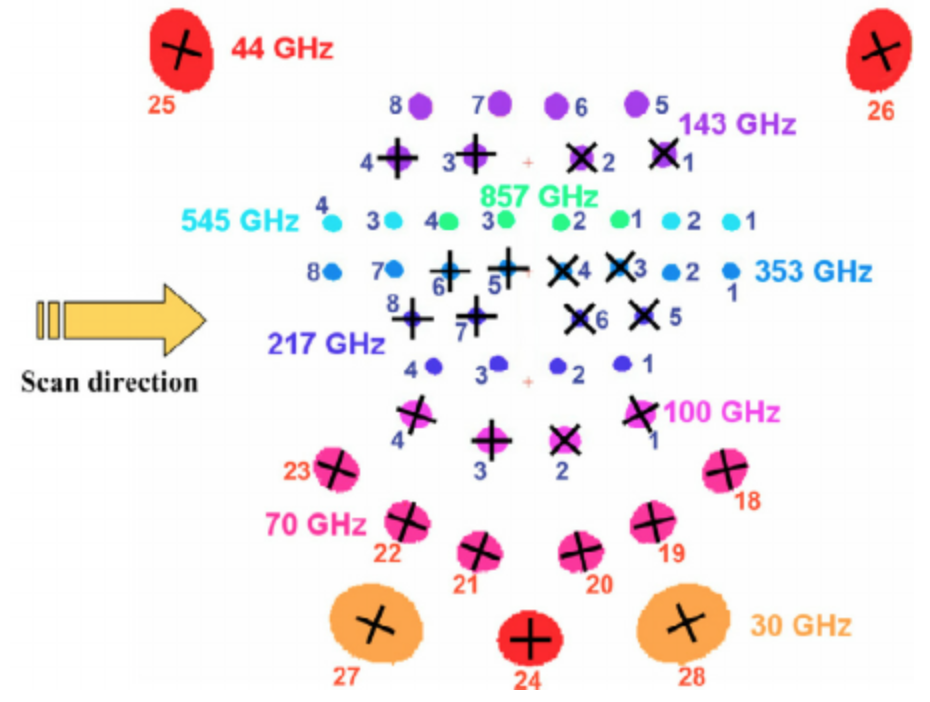 44 GHz
25
26
8 7 6 5
143 GHz
4 3 2 1
857 GHz
545 GHz
4 3 4 3 2 1 2 1
8 7 6 5 4 3 2 1
353 GHz
8 7 6 5
217 GHz
Scan direction
4 3 2 1
100 GHz
4 3 2 1
23
18
70 GHz
22
19
21
20
30 GHz
27
24
28